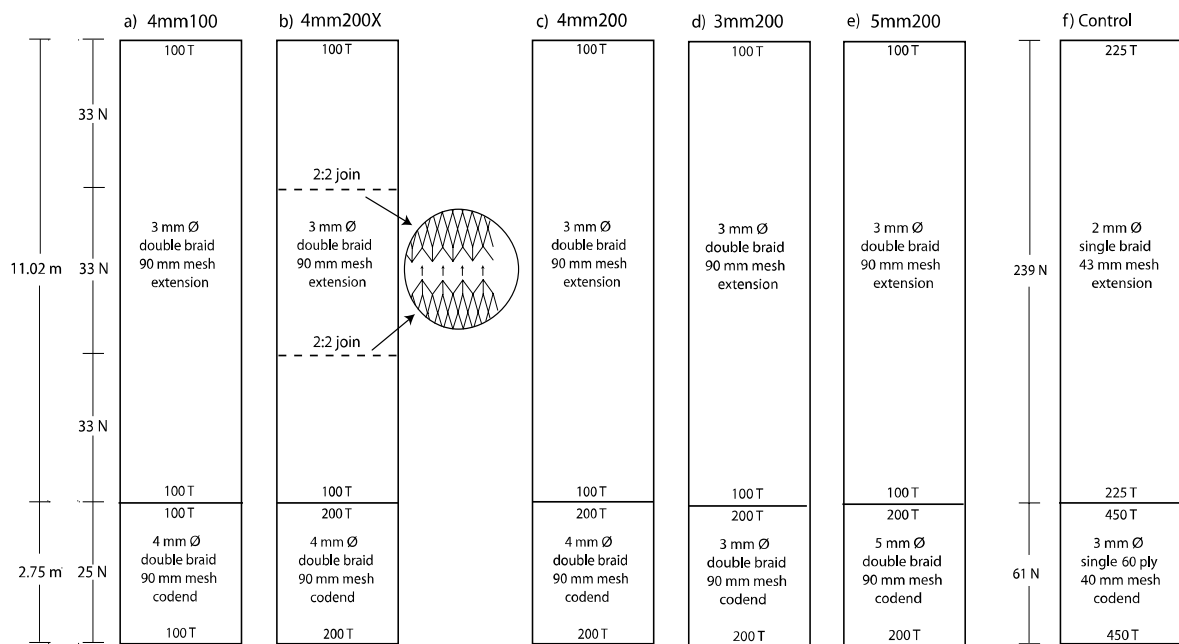 a) 4mm100
b) 4mm200X
c) 4mm200
d) 3mm200
e) 5mm200
f) Control
100 T
100 T
100 T
100 T
100 T
225 T
33 N
2:2 join
11.02 m
33 N
3 mm Ø
double braid
90 mm mesh
extension
3 mm Ø
double braid
90 mm mesh
extension
3 mm Ø
double braid
90 mm mesh
extension
3 mm Ø
double braid
90 mm mesh
extension
3 mm Ø
double braid
90 mm mesh
extension
239 N
2 mm Ø
single braid
43 mm mesh
extension
2:2 join
33 N
100 T
100 T
100 T
100 T
100 T
225 T
100 T
200 T
200 T
200 T
200 T
450 T
2.75 m
25 N
4 mm Ø
double braid
90 mm mesh
codend
4 mm Ø
double braid
90 mm mesh
codend
4 mm Ø
double braid
90 mm mesh
codend
3 mm Ø
double braid
90 mm mesh
codend
5 mm Ø
double braid
90 mm mesh
codend
61 N
3 mm Ø
single 60 ply
40 mm mesh
codend
100 T
200 T
200 T
200 T
200 T
450 T